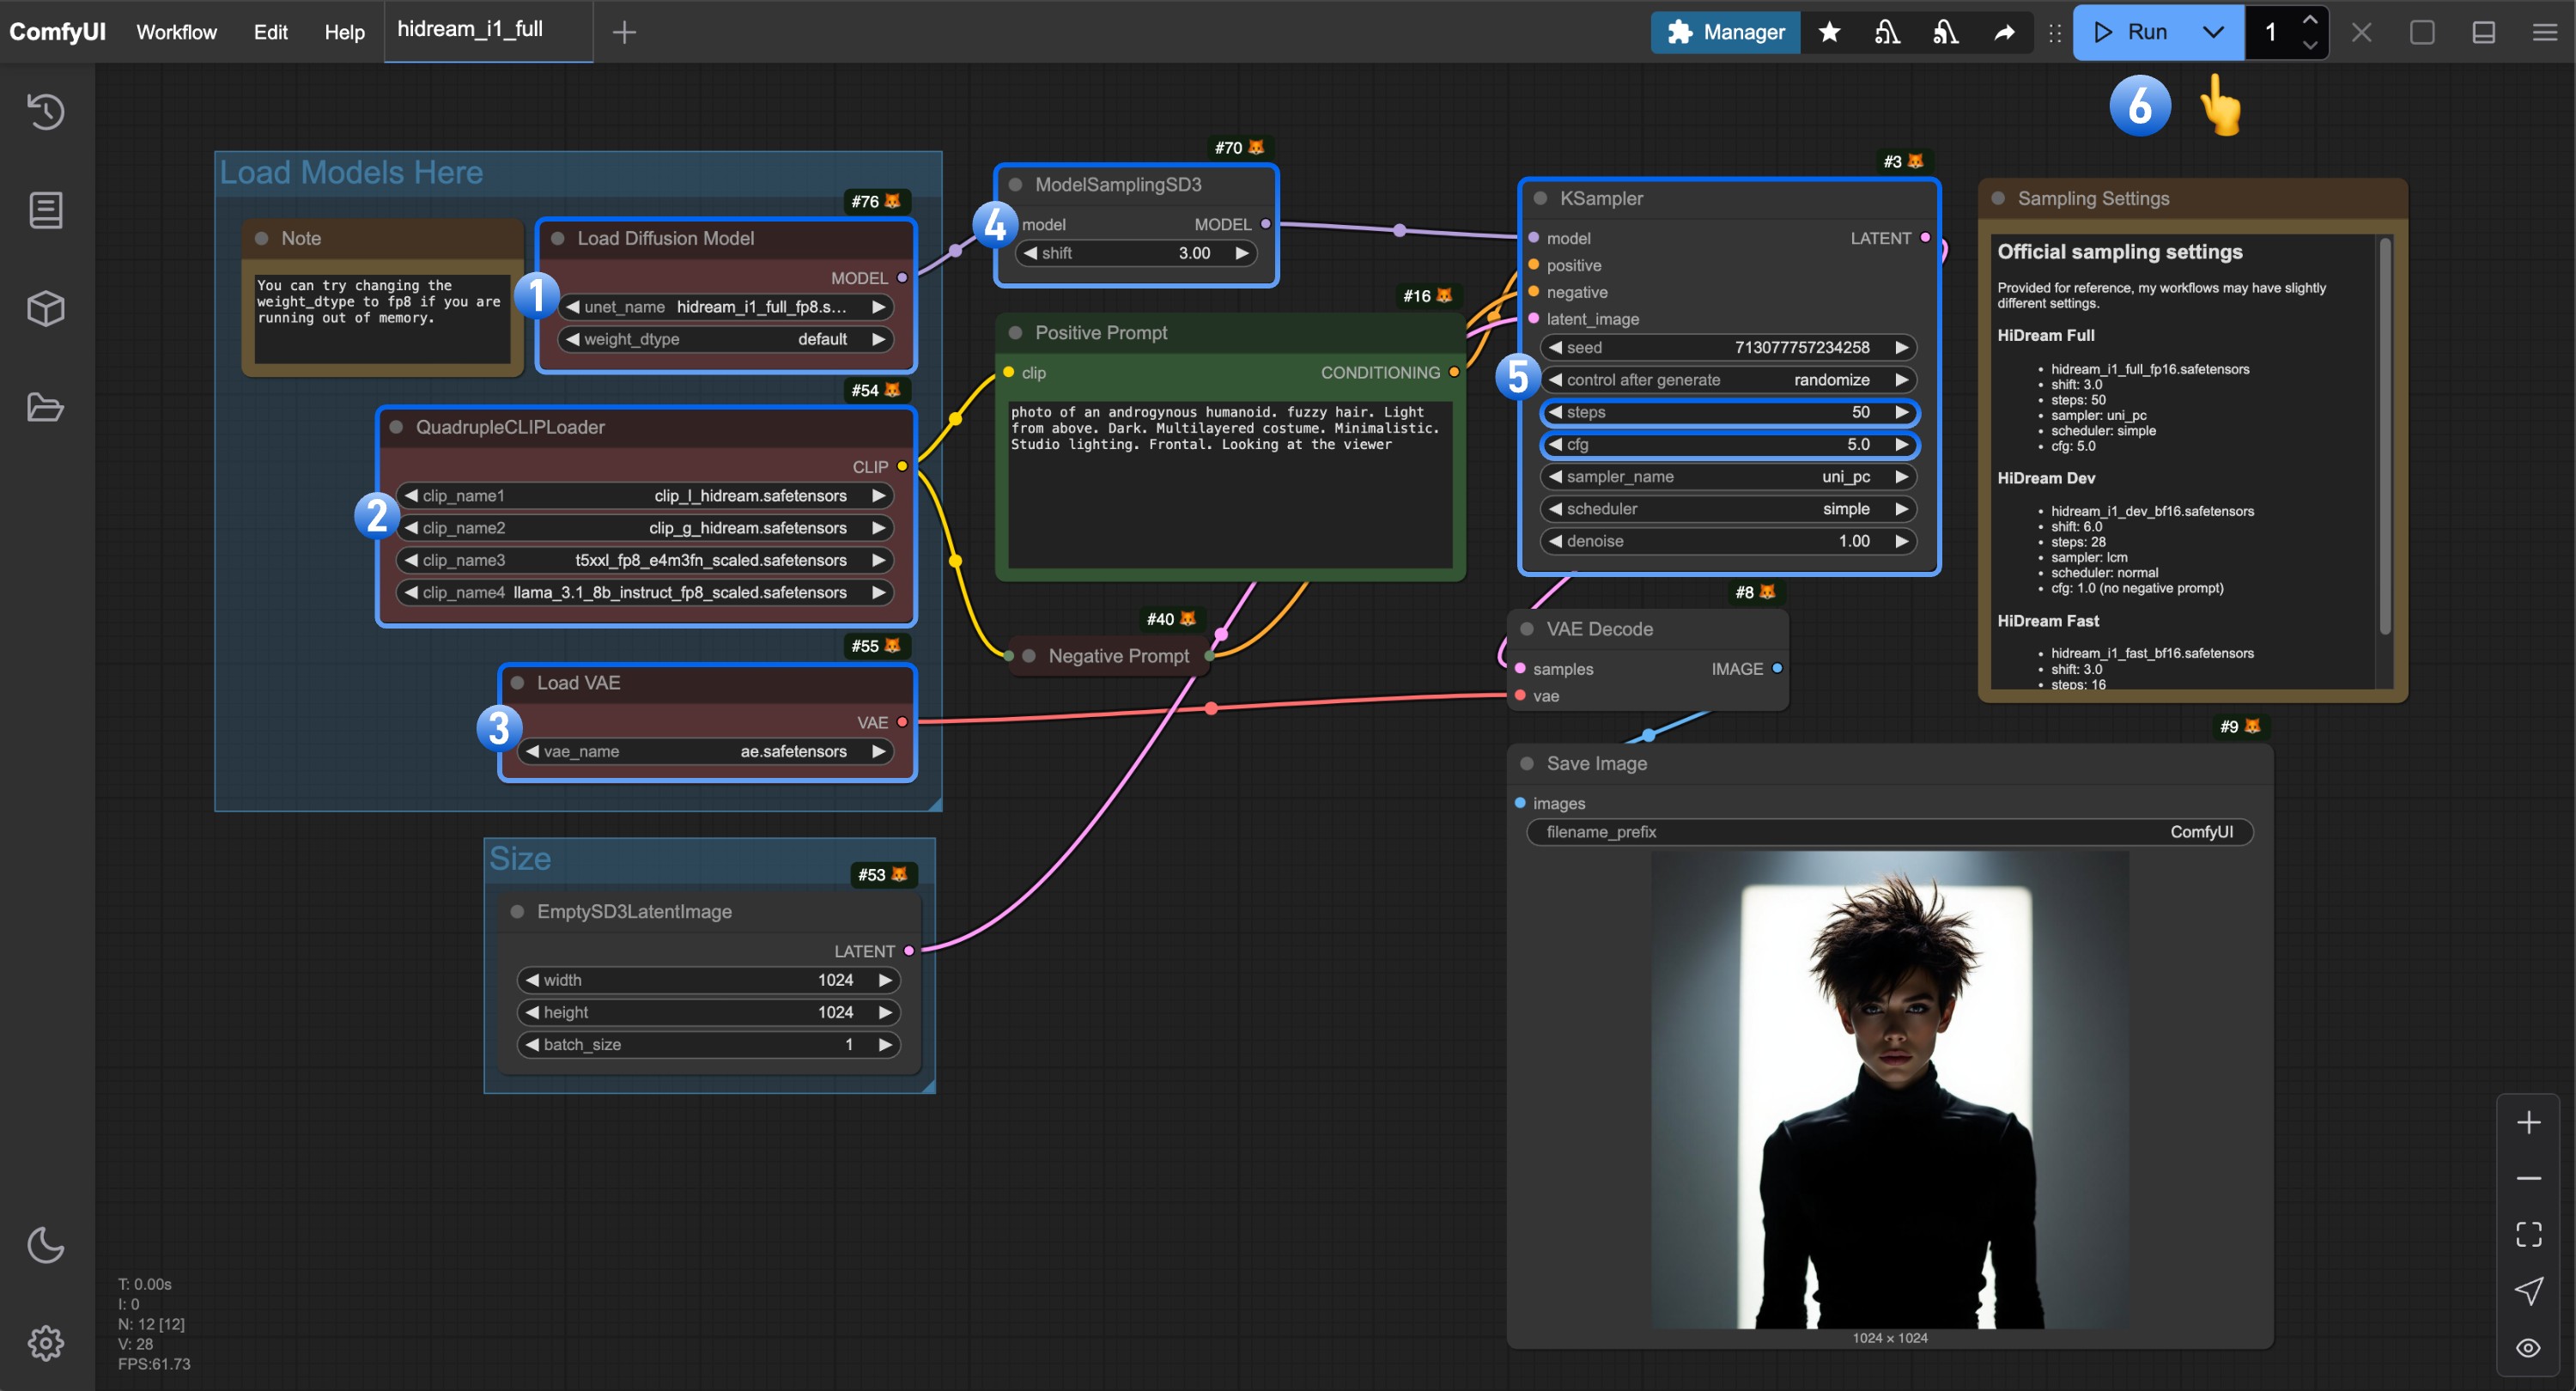 ComfyUI
Workflow
Edit
Help
hidream_i1_full
Manager
Run
1
6
Load Models Here
#76
Note
You can try changing the
weight_dtype to fp8 if you are
running out of memory.
1
Load Diffusion Model
MODEL
unet_name hidream_i1_full_fp8.s...
weight_dtype default
#54
2
QuadrupleCLIPLoader
CLIP
clip_name1 clip_l_hidream.safetensors
clip_name2 clip_g_hidream.safetensors
clip_name3 t5xxl_fp8_e4m3fn_scaled.safetensors
clip_name4 llama_3.1_8b_instruct_fp8_scaled.safetensors
#55
3
Load VAE
VAE
vae_name ae.safetensors
Size
#53
EmptySD3LatentImage
LATENT
width 1024
height 1024
batch_size 1
#70
4
ModelSamplingSD3
model MODEL
shift 3.00
#16
Positive Prompt
clip CONDITIONING
photo of an androgynous humanoid. fuzzy hair. Light
from above. Dark. Multilayered costume. Minimalistic.
Studio lighting. Frontal. Looking at the viewer
#40
Negative Prompt
#3
5
KSampler
model LATENT
positive
negative
latent_image
seed 713077757234258
control after generate randomize
steps 50
cfg 5.0
sampler_name uni_pc
scheduler simple
denoise 1.00
#8
VAE Decode
samples IMAGE
vae
Sampling Settings
Official sampling settings
Provided for reference, my workflows may have slightly
different settings.
HiDream Full
• hidream_i1_full_fp16.safetensors
• shift: 3.0
• steps: 50
• sampler: uni_pc
• scheduler: simple
• cfg: 5.0
HiDream Dev
• hidream_i1_dev_bf16.safetensors
• shift: 6.0
• steps: 28
• sampler: lcm
• scheduler: normal
• cfg: 1.0 (no negative prompt)
HiDream Fast
• hidream_i1_fast_bf16.safetensors
• shift: 3.0
• steps: 16
#9
Save Image
images
filename_prefix ComfyUI
1024 × 1024
T: 0.00s
I: 0
N: 12 [12]
V: 28
FPS:61.73